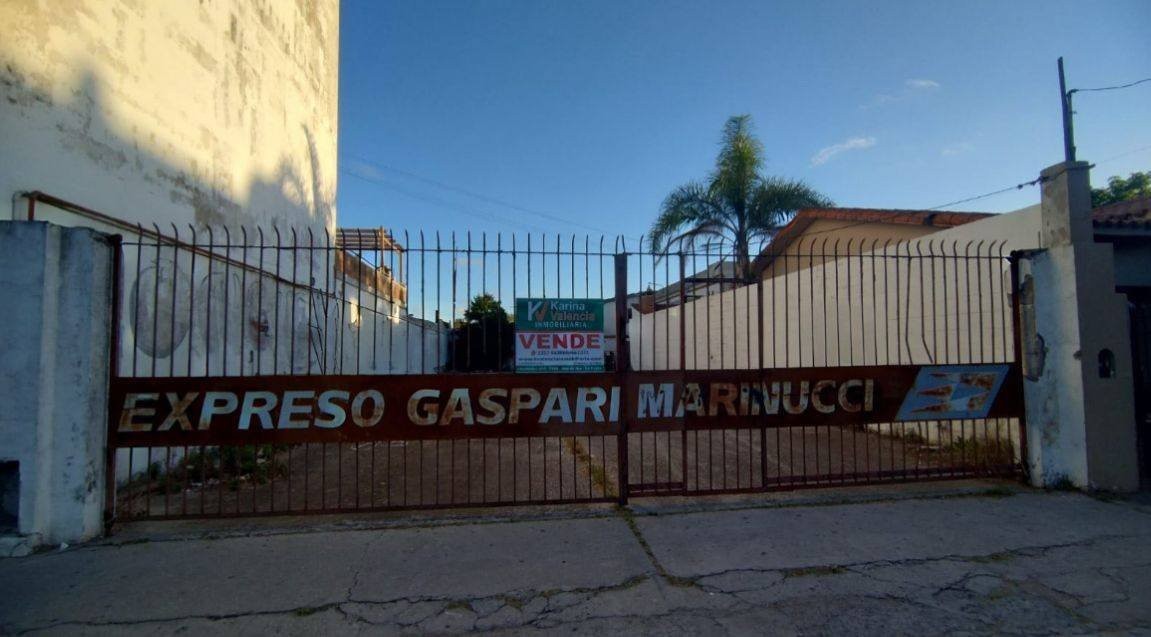 Karina
Valencia
INMOBILIARIA
VENDE
EXPRESO GASPARI MARINUCCI